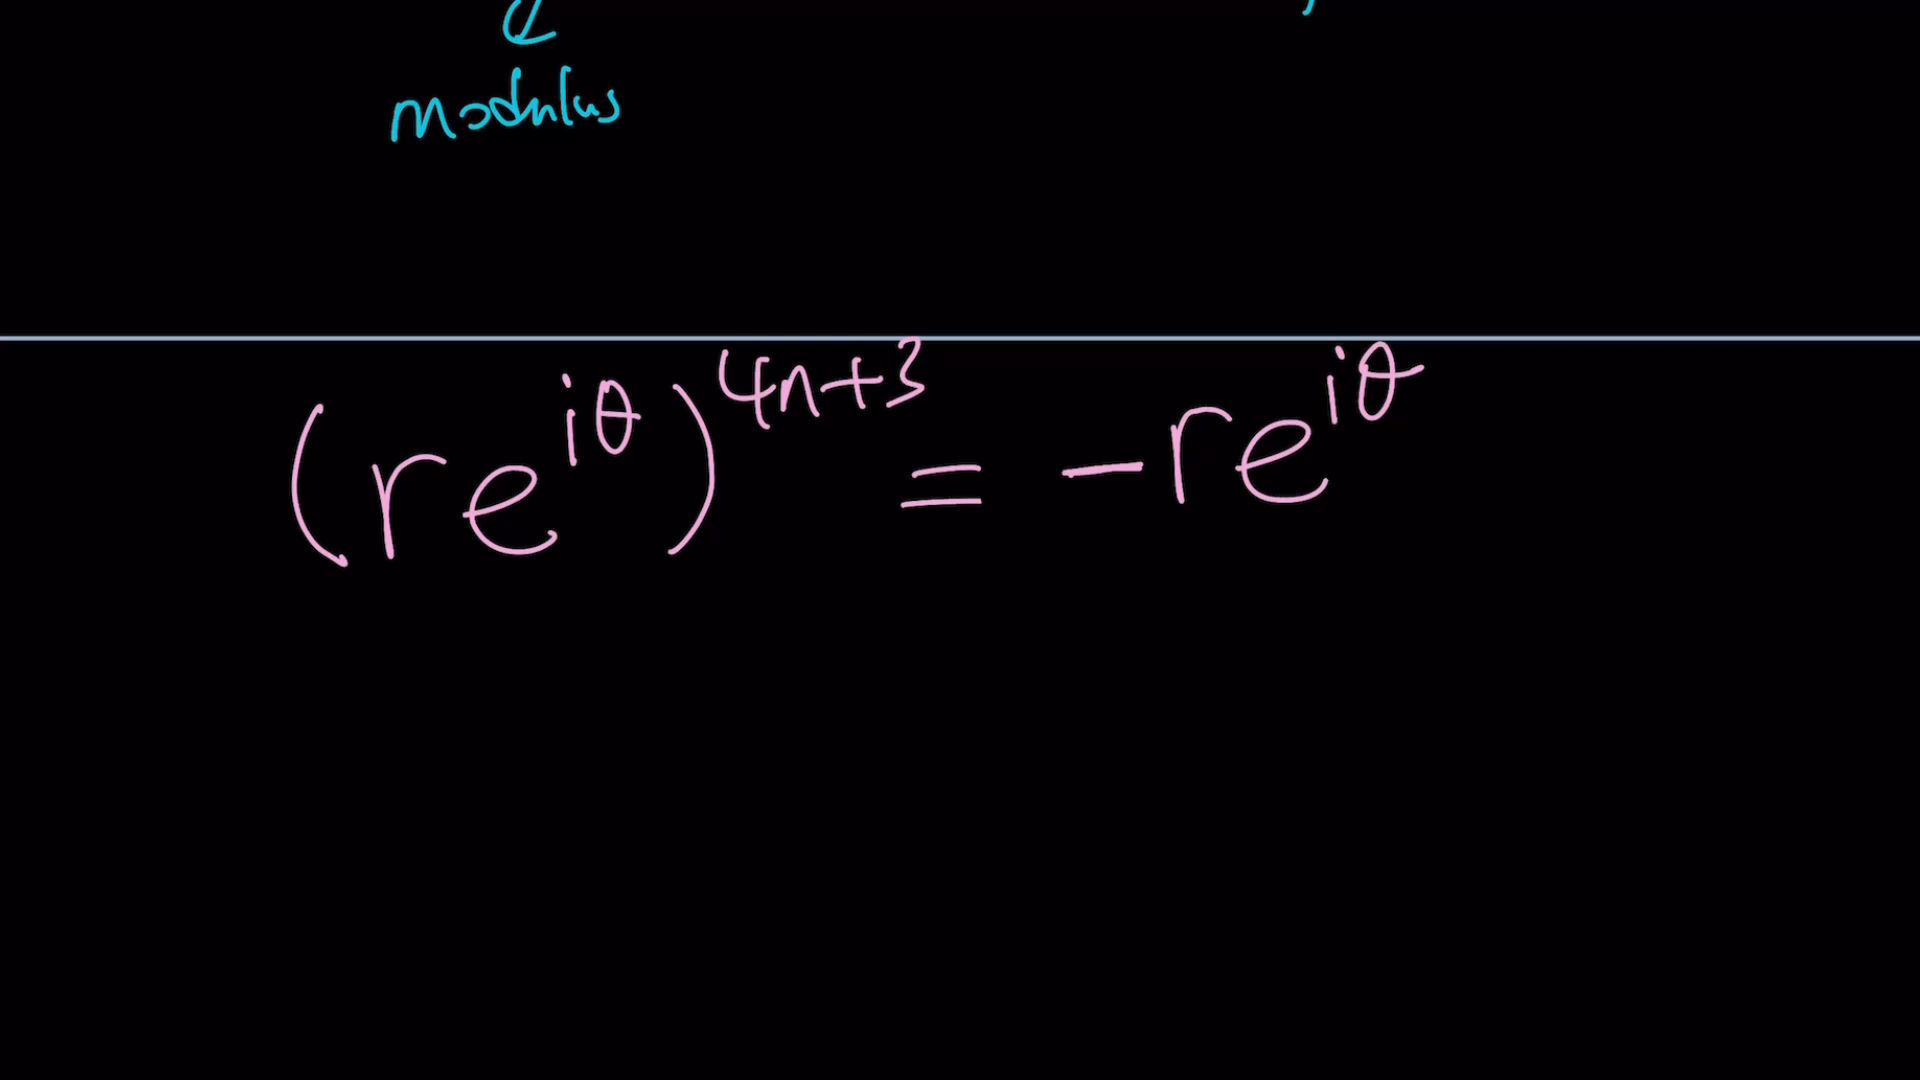 modulus
(re^{iθ})^{4n+3} = -re^{iθ}